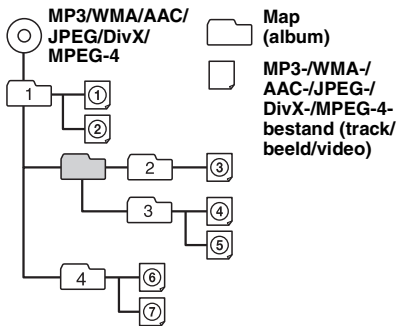 MP3/WMA/AAC/
JPEG/DivX/
MPEG-4
Map
(album)
MP3-/WMA-/
AAC-/JPEG-/
DivX-/MPEG-4-
bestand (track/
beeld/video)
1
①
②
2
③
3
④
⑤
4
⑥
⑦